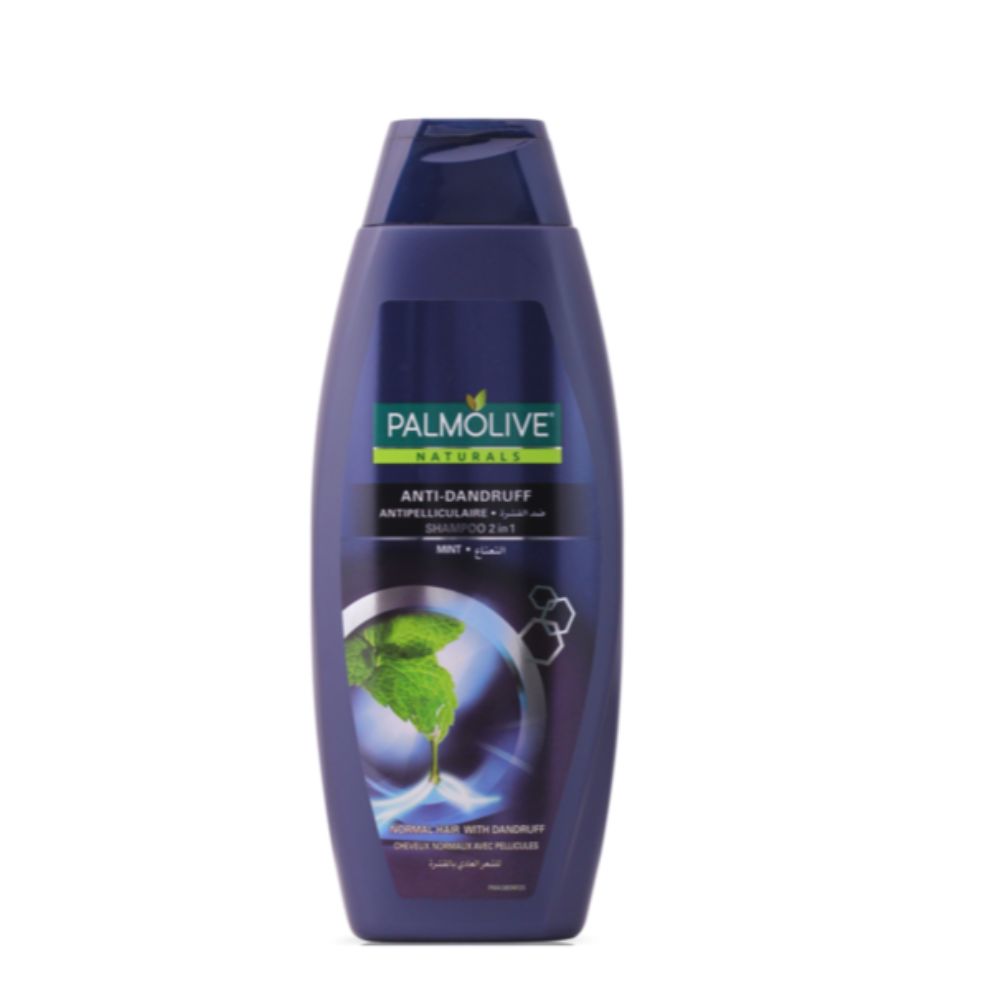 PALMOLIVE
NATURALS
ANTI-DANDRUFF
ANTIPELLICULAIRE • ضد القشرة
SHAMPOO 2 in 1
MINT • النعناع
NORMAL HAIR WITH DANDRUFF
CHEVEUX NORMAUX AVEC PELLICULES
للشعر العادي بالقشرة